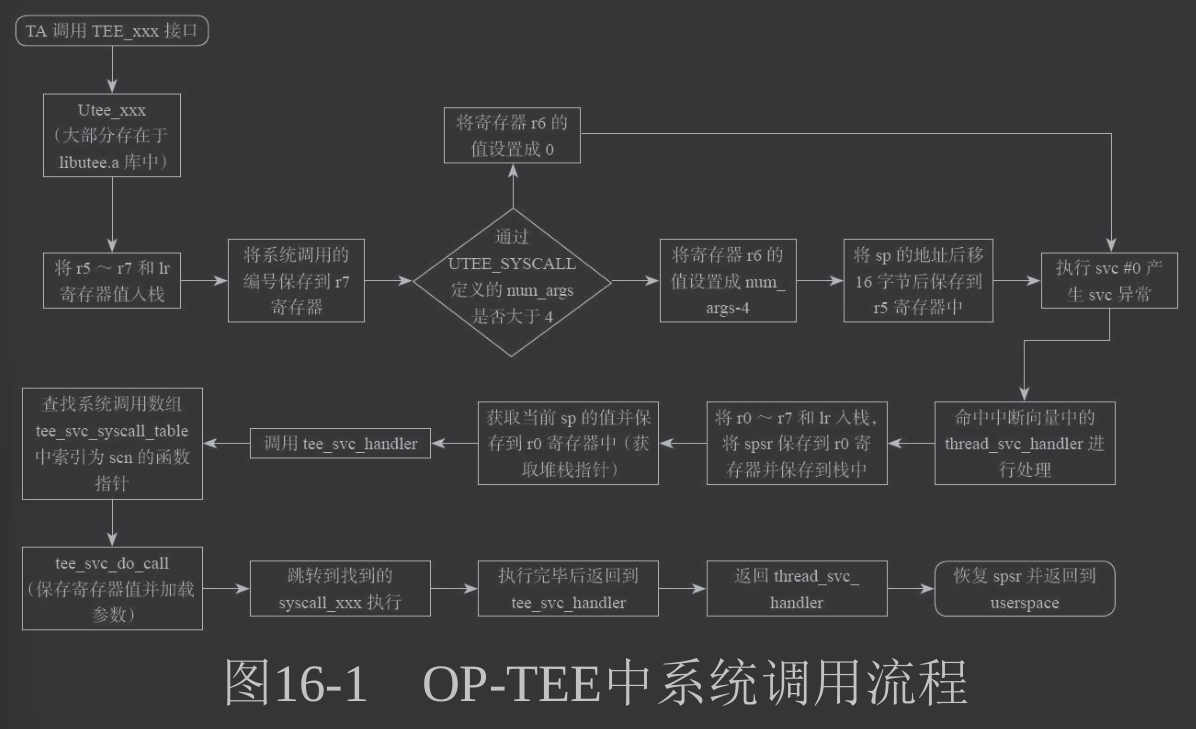 TA 调用 TEE_xxx 接口
Utee_xxx
（大部分存在于
libutee.a 库中）
将 r5～r7 和 lr
寄存器值入栈
将系统调用的
编号保存到 r7
寄存器
通过
UTEE_SYSCALL
定义的 num_args
是否大于 4
将寄存器 r6 的
值设置成 0
将寄存器 r6 的
值设置成 num_
args-4
将 sp 的地址后移
16 字节后保存到
r5 寄存器中
执行 svc #0 产
生 svc 异常
命中中断向量中的
thread_svc_handler 进
行处理
将 r0～r7 和 lr 入栈，
将 spsr 保存到 r0 寄
存器并保存到栈中
获取当前 sp 的值并保
存到 r0 寄存器中（获
取堆栈指针）
调用 tee_svc_handler
查找系统调用数组
tee_svc_syscall_table
中索引为 scn 的函数
指针
tee_svc_do_call
（保存寄存器值并加载
参数）
跳转到找到的
syscall_xxx 执行
执行完毕后返回到
tee_svc_handler
返回 thread_svc_
handler
恢复 spsr 并返回到
userspace
图16-1 OP-TEE中系统调用流程